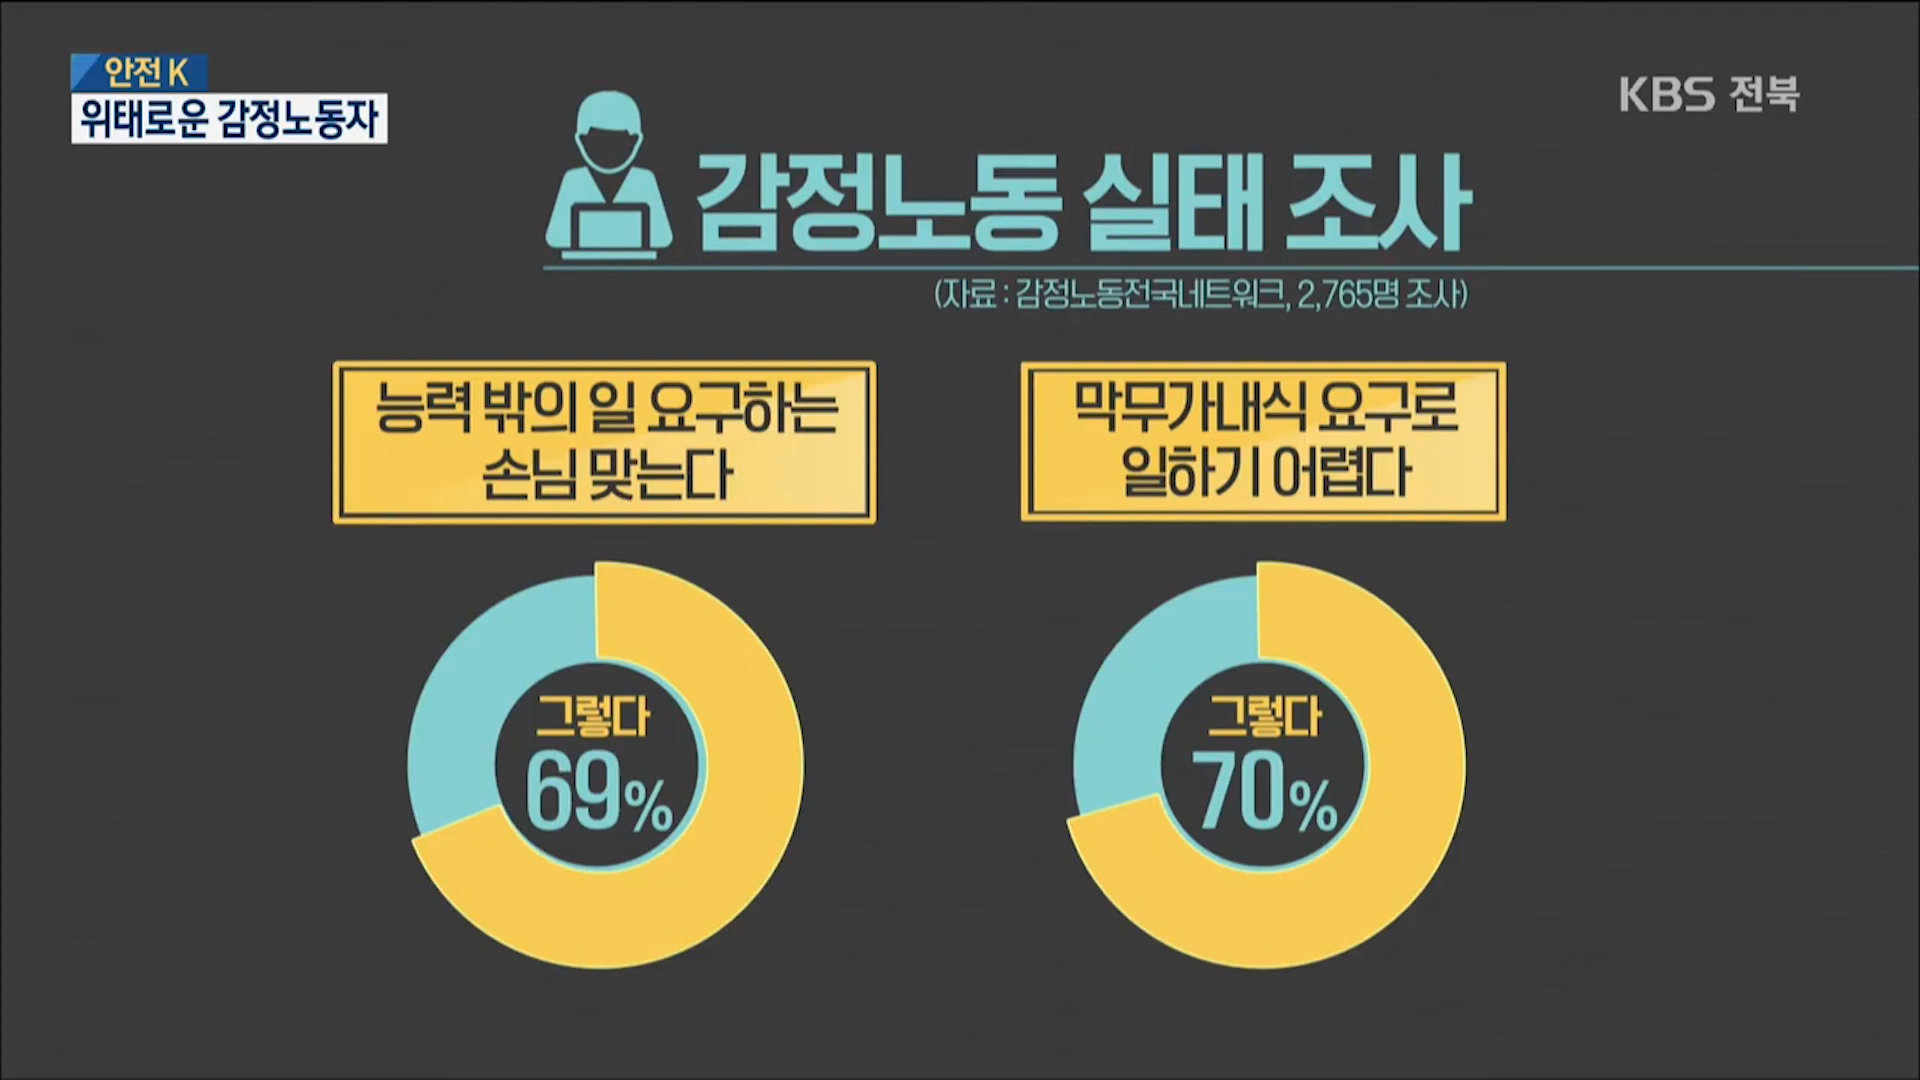 안전 K
위태로운 감정노동자
KBS 전북
감정노동 실태 조사
(자료 : 감정노동전국네트워크, 2,765명 조사)
능력 밖의 일 요구하는
손님 맞는다
막무가내식 요구로
일하기 어렵다
그렇다
69%
그렇다
70%